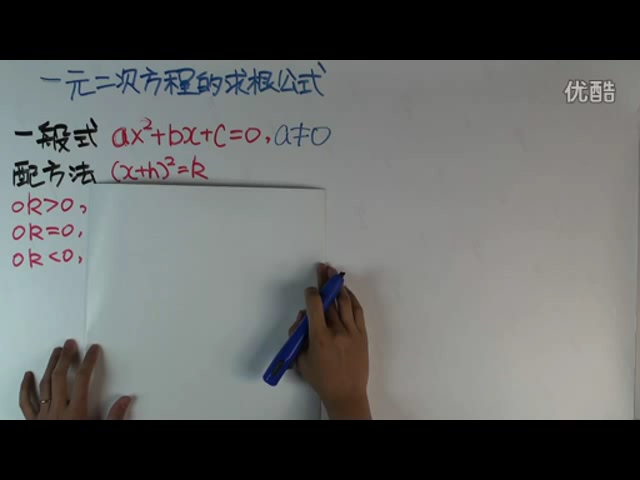 一元二次方程的求根公式
优酷
一般式 ax²+bx+c=0, a≠0
配方法 (x+h)²=k
o k>0,
o k=0,
o k<0,